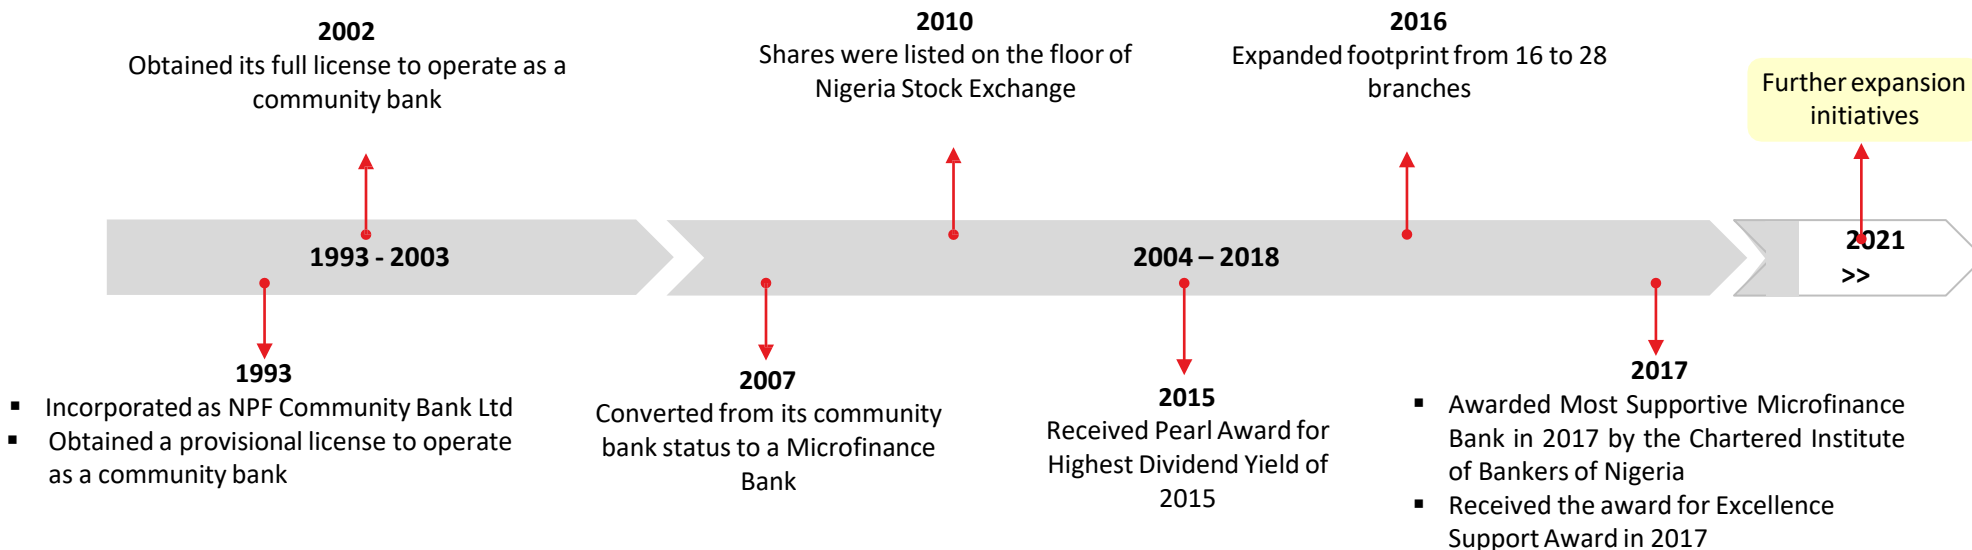 2002
Obtained its full license to operate as a
community bank
2010
Shares were listed on the floor of
Nigeria Stock Exchange
2016
Expanded footprint from 16 to 28
branches
Further expansion
initiatives
1993 - 2003
2004 – 2018
2021
>>
1993
▪ Incorporated as NPF Community Bank Ltd
▪ Obtained a provisional license to operate
as a community bank
2007
Converted from its community
bank status to a Microfinance
Bank
2015
Received Pearl Award for
Highest Dividend Yield of
2015
2017
▪ Awarded Most Supportive Microfinance
Bank in 2017 by the Chartered Institute
of Bankers of Nigeria
▪ Received the award for Excellence
Support Award in 2017